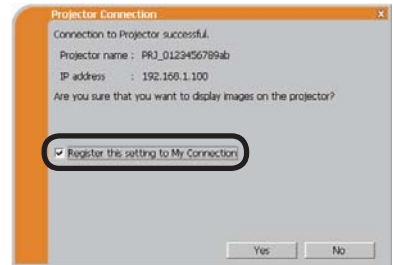 Projector Connection
Connection to Projector successful.
Projector name : PRJ_0123456789ab
IP address : 192.168.1.100
Are you sure that you want to display images on the projector?
Register this setting to My Connection
Yes No